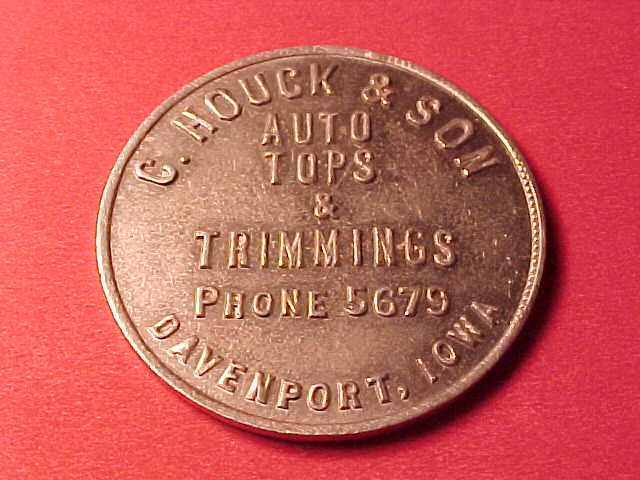 C. HOUCK & SON
AUTO
TOPS
&
TRIMMINGS
PHONE 5679
DAVENPORT, IOWA